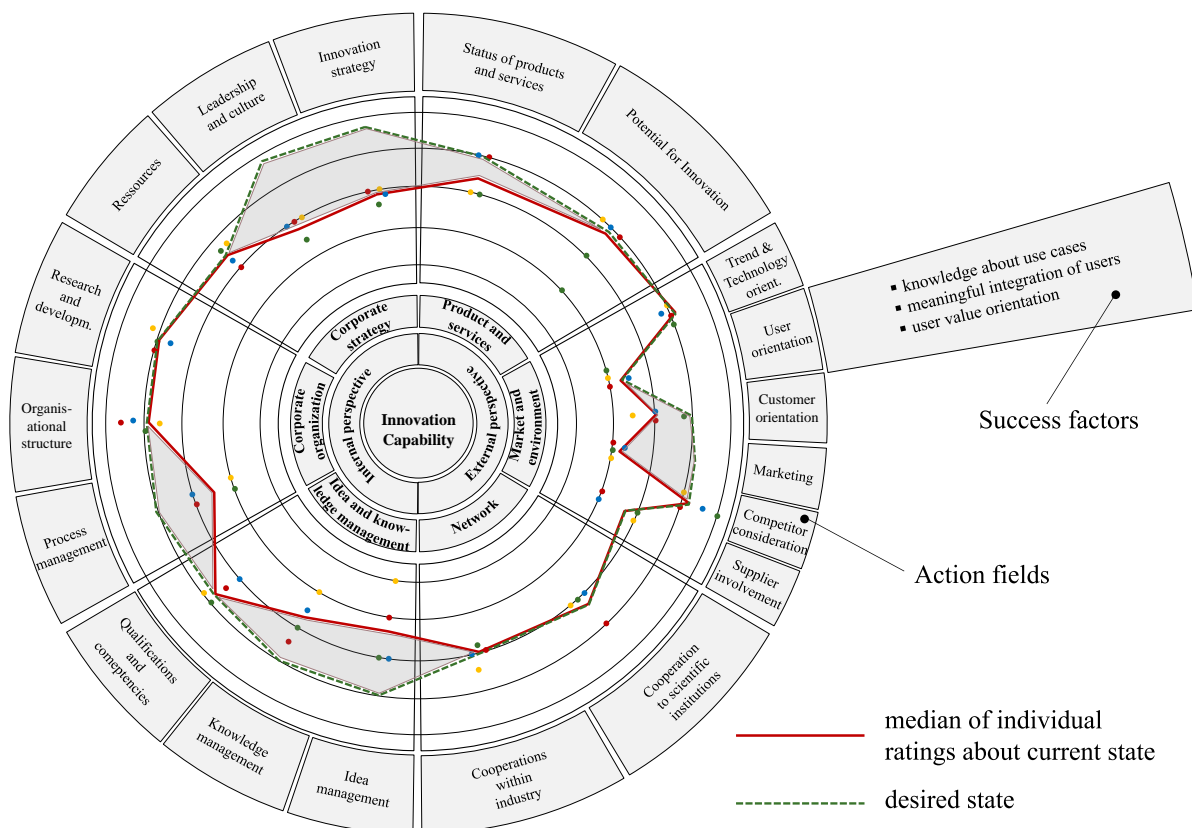 Innovation
strategy
Status of products
and services
Leadership
and culture
Potential for Innovation
Ressources
Trend &
Technology
orient.
▪ knowledge about use cases
▪ meaningful integration of users
▪ user value orientation
Research
and
developm.
User
orientation
Corporate
strategy
Product and
services
Internal perspective
External perspective
Corporate
organization
Market and
environment
Innovation
Capability
Organis-
ational
structure
Customer
orientation
Success factors
Marketing
Idea and know-
ledge management
Network
Process
management
Competitor
consideration
Action fields
Supplier
involvement
Qualifications
and
comeptencies
Cooperation
to scientific
institutions
Knowledge
management
Idea
management
Cooperations
within
industry
median of individual
ratings about current state
desired state